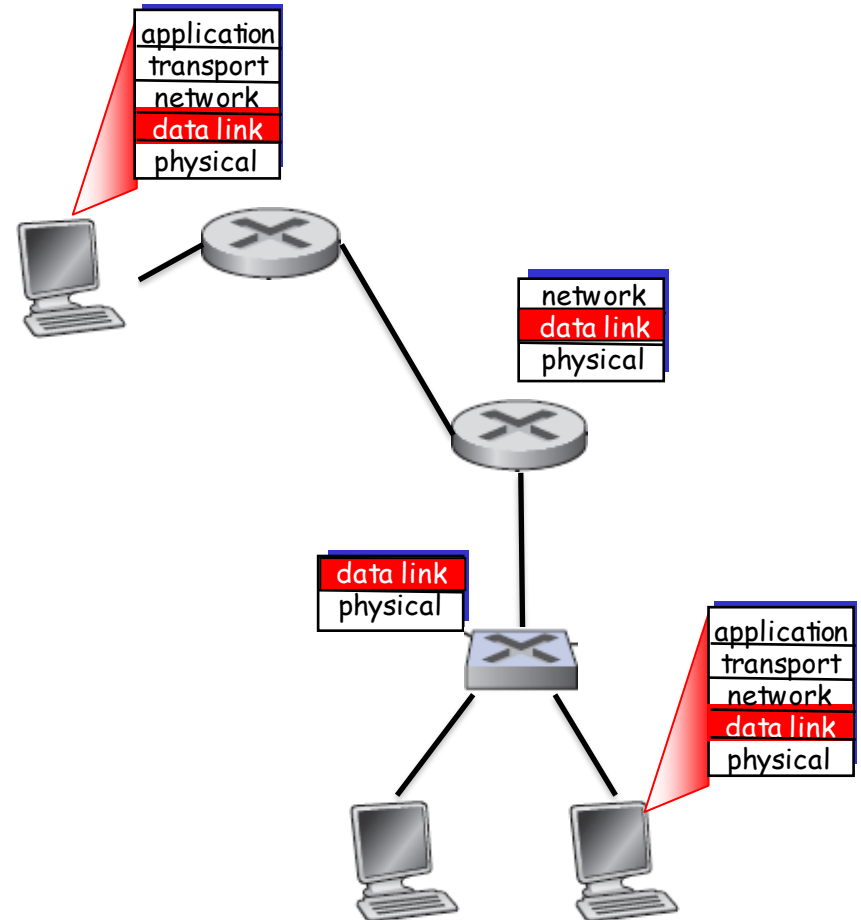 application
transport
network
data link
physical
network
data link
physical
data link
physical
application
transport
network
data link
physical